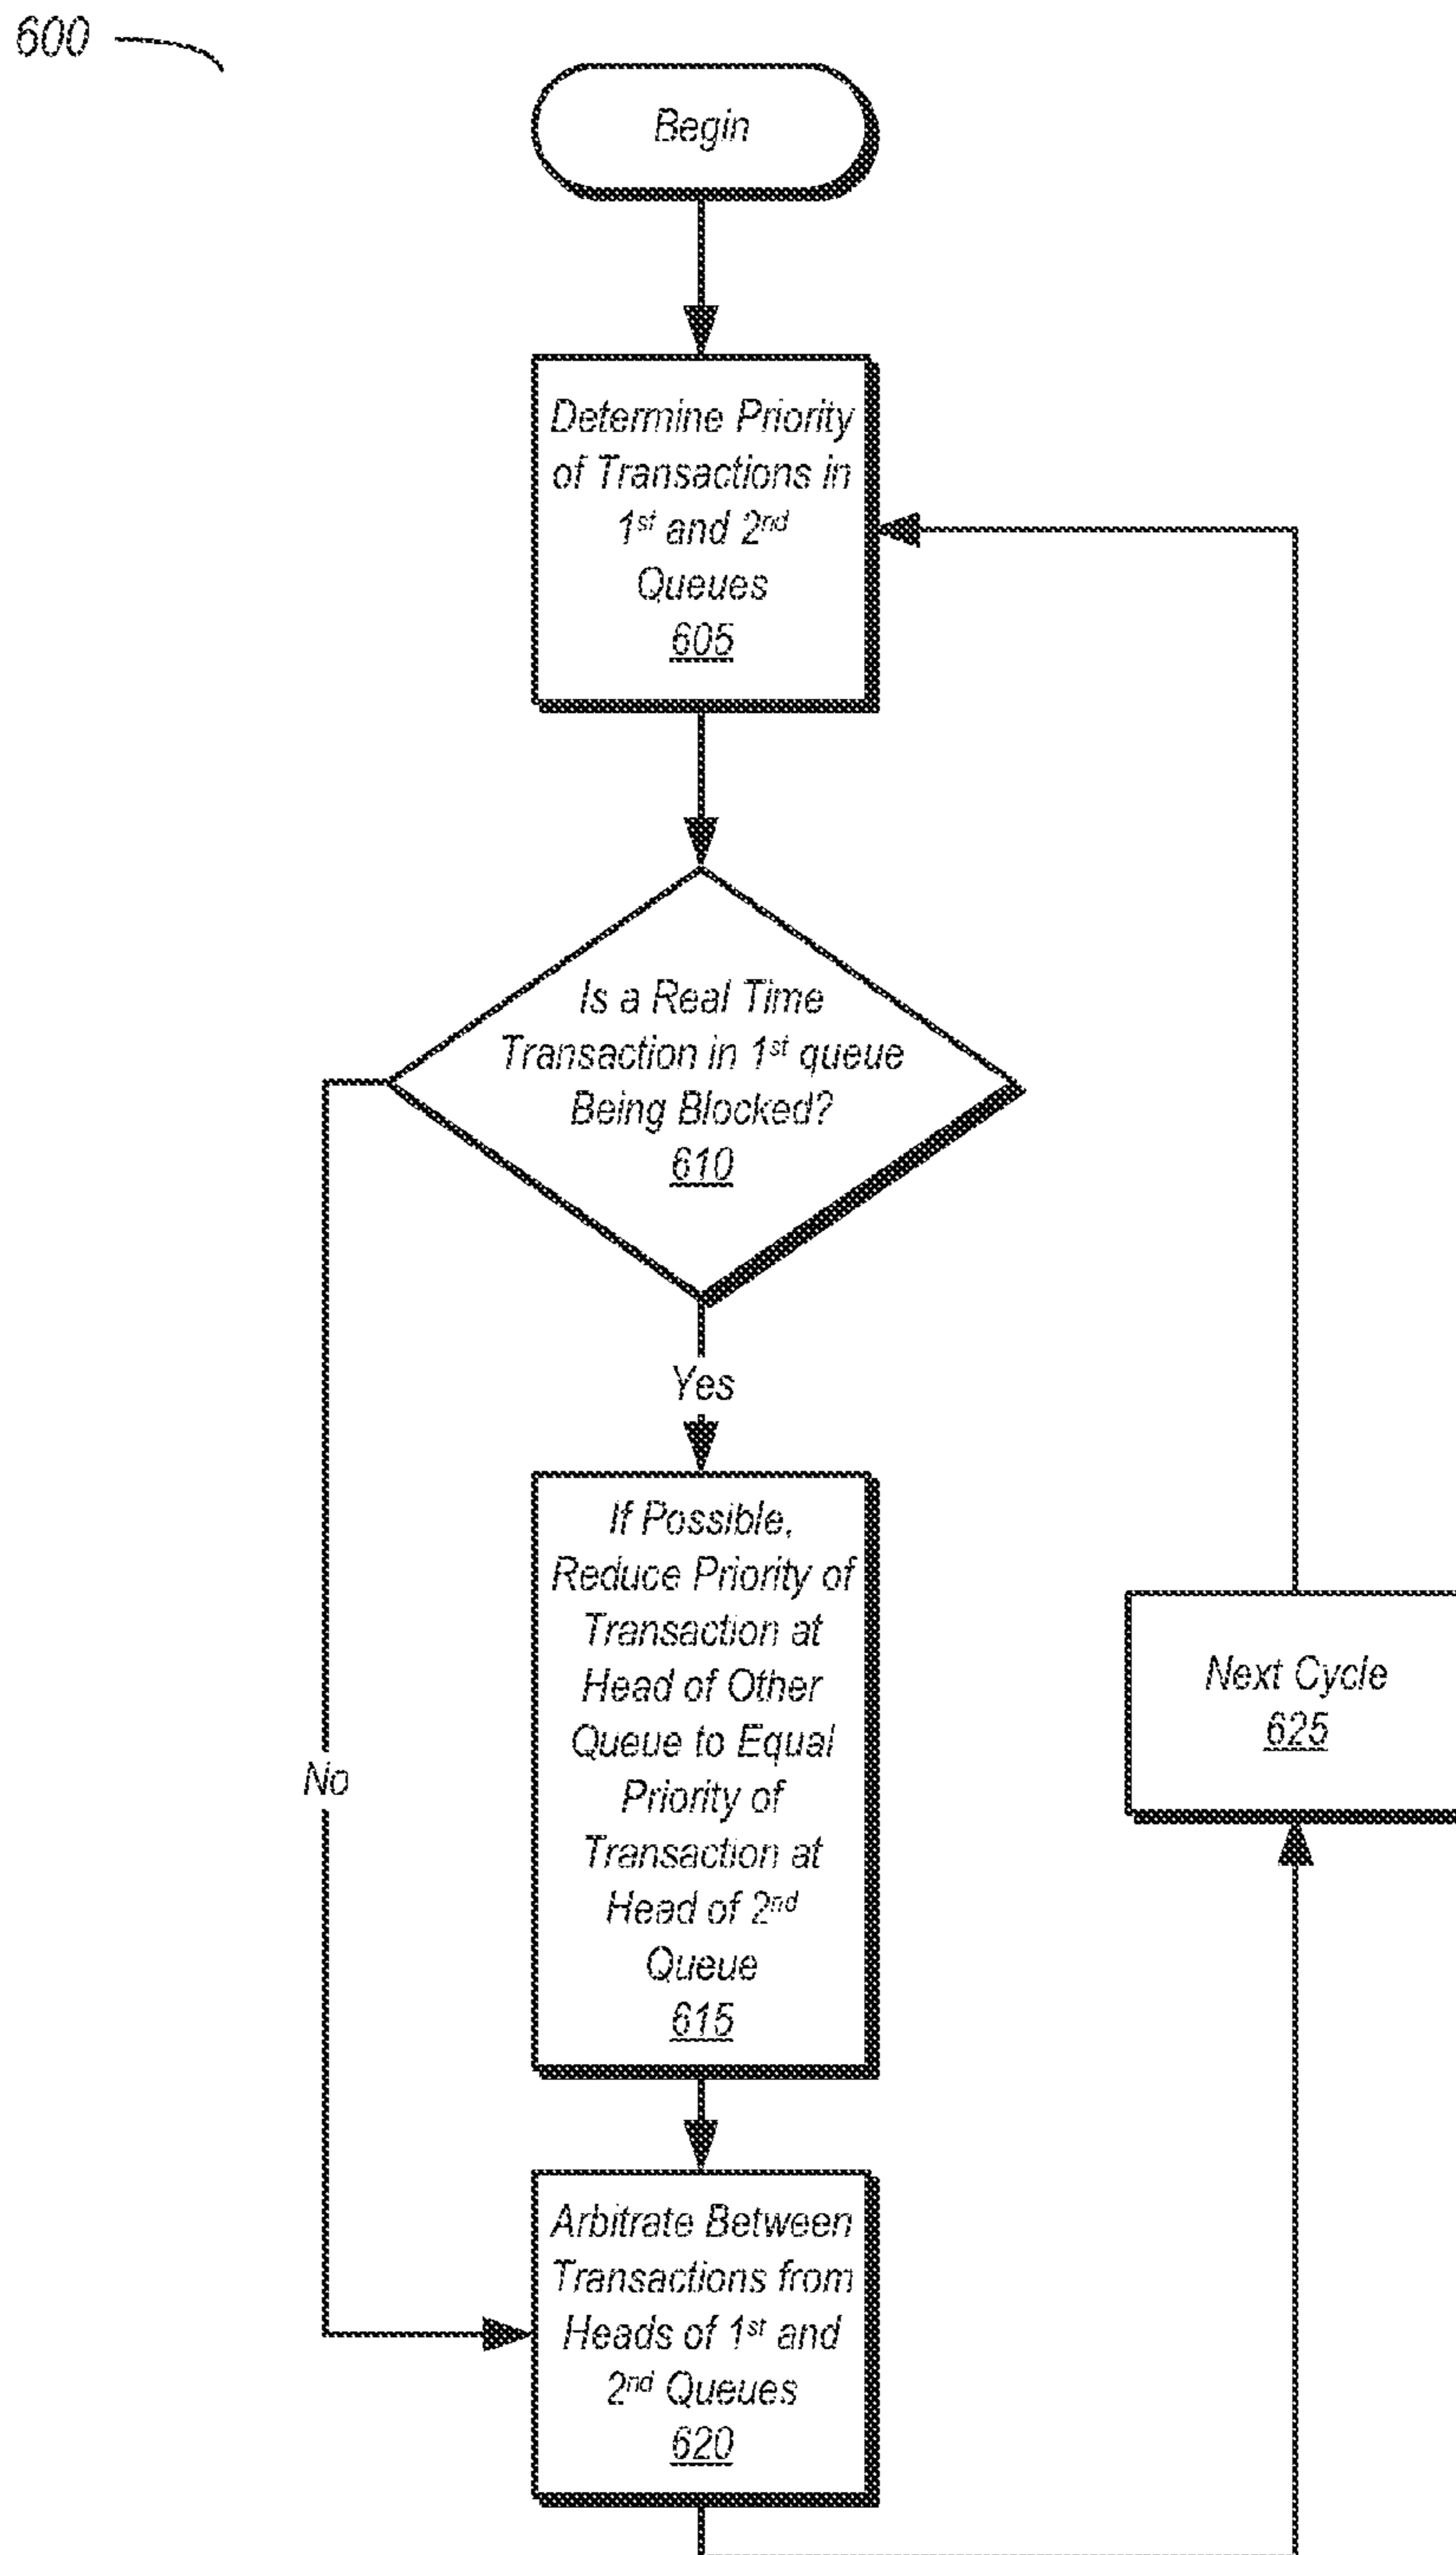 600
Begin
Determine Priority
of Transactions in
1st and 2nd
Queues
605
Is a Real Time
Transaction in 1st queue
Being Blocked?
610
Yes
If Possible,
Reduce Priority of
Transaction at
Head of Other
Queue to Equal
Priority of
Transaction at
Head of 2nd
Queue
615
Next Cycle
625
No
Arbitrate Between
Transactions from
Heads of 1st and
2nd Queues
620